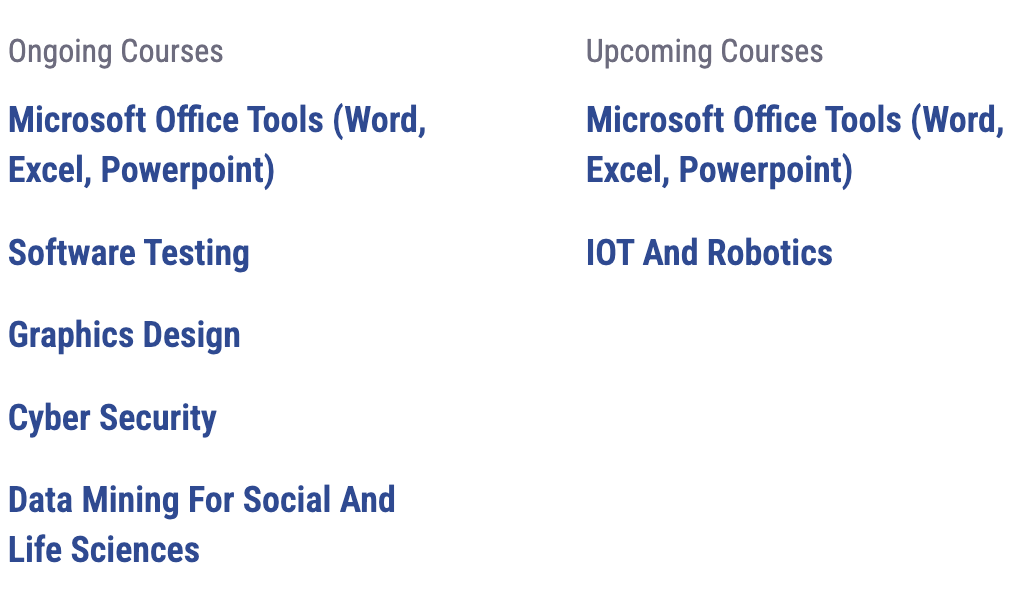 Ongoing Courses
Microsoft Office Tools (Word,
Excel, Powerpoint)
Software Testing
Graphics Design
Cyber Security
Data Mining For Social And
Life Sciences
Upcoming Courses
Microsoft Office Tools (Word,
Excel, Powerpoint)
IOT And Robotics